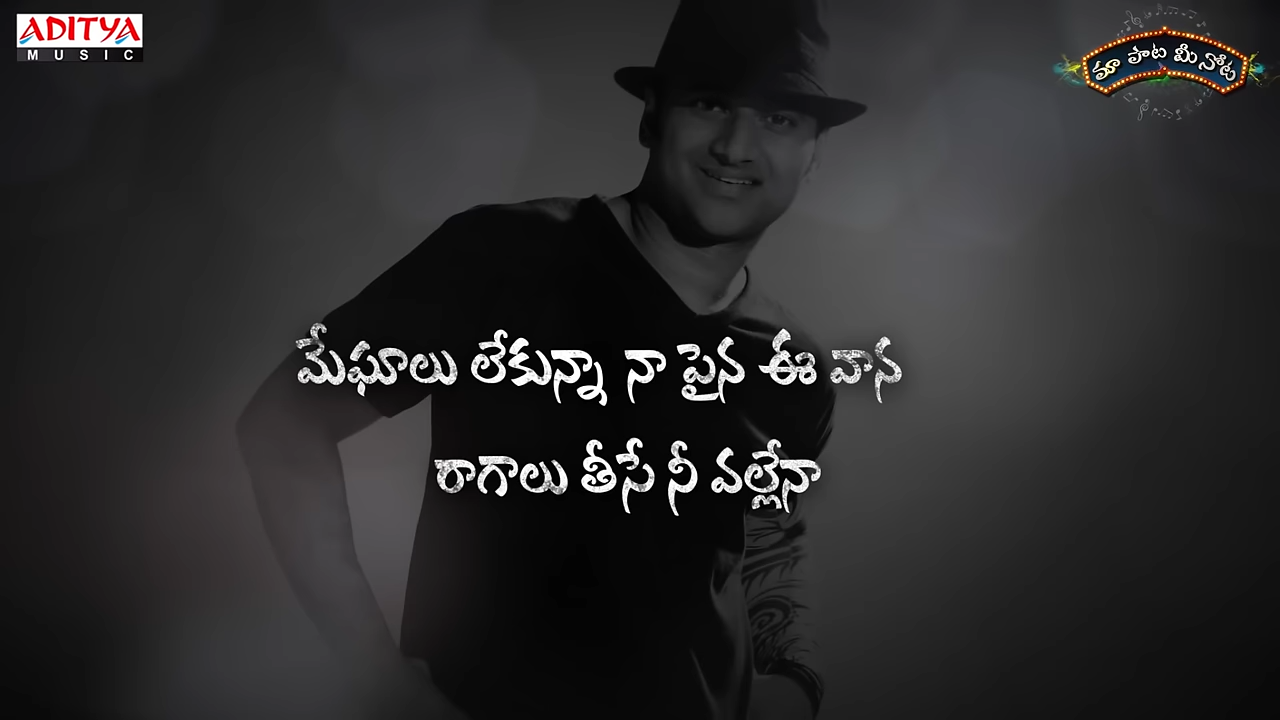 ADITYA
MUSIC
మా పాట మీ నోట
మేఘాలు లేకున్నా నా పైన ఈ వాన
రాగాలు తీసే నీ వల్లేనా